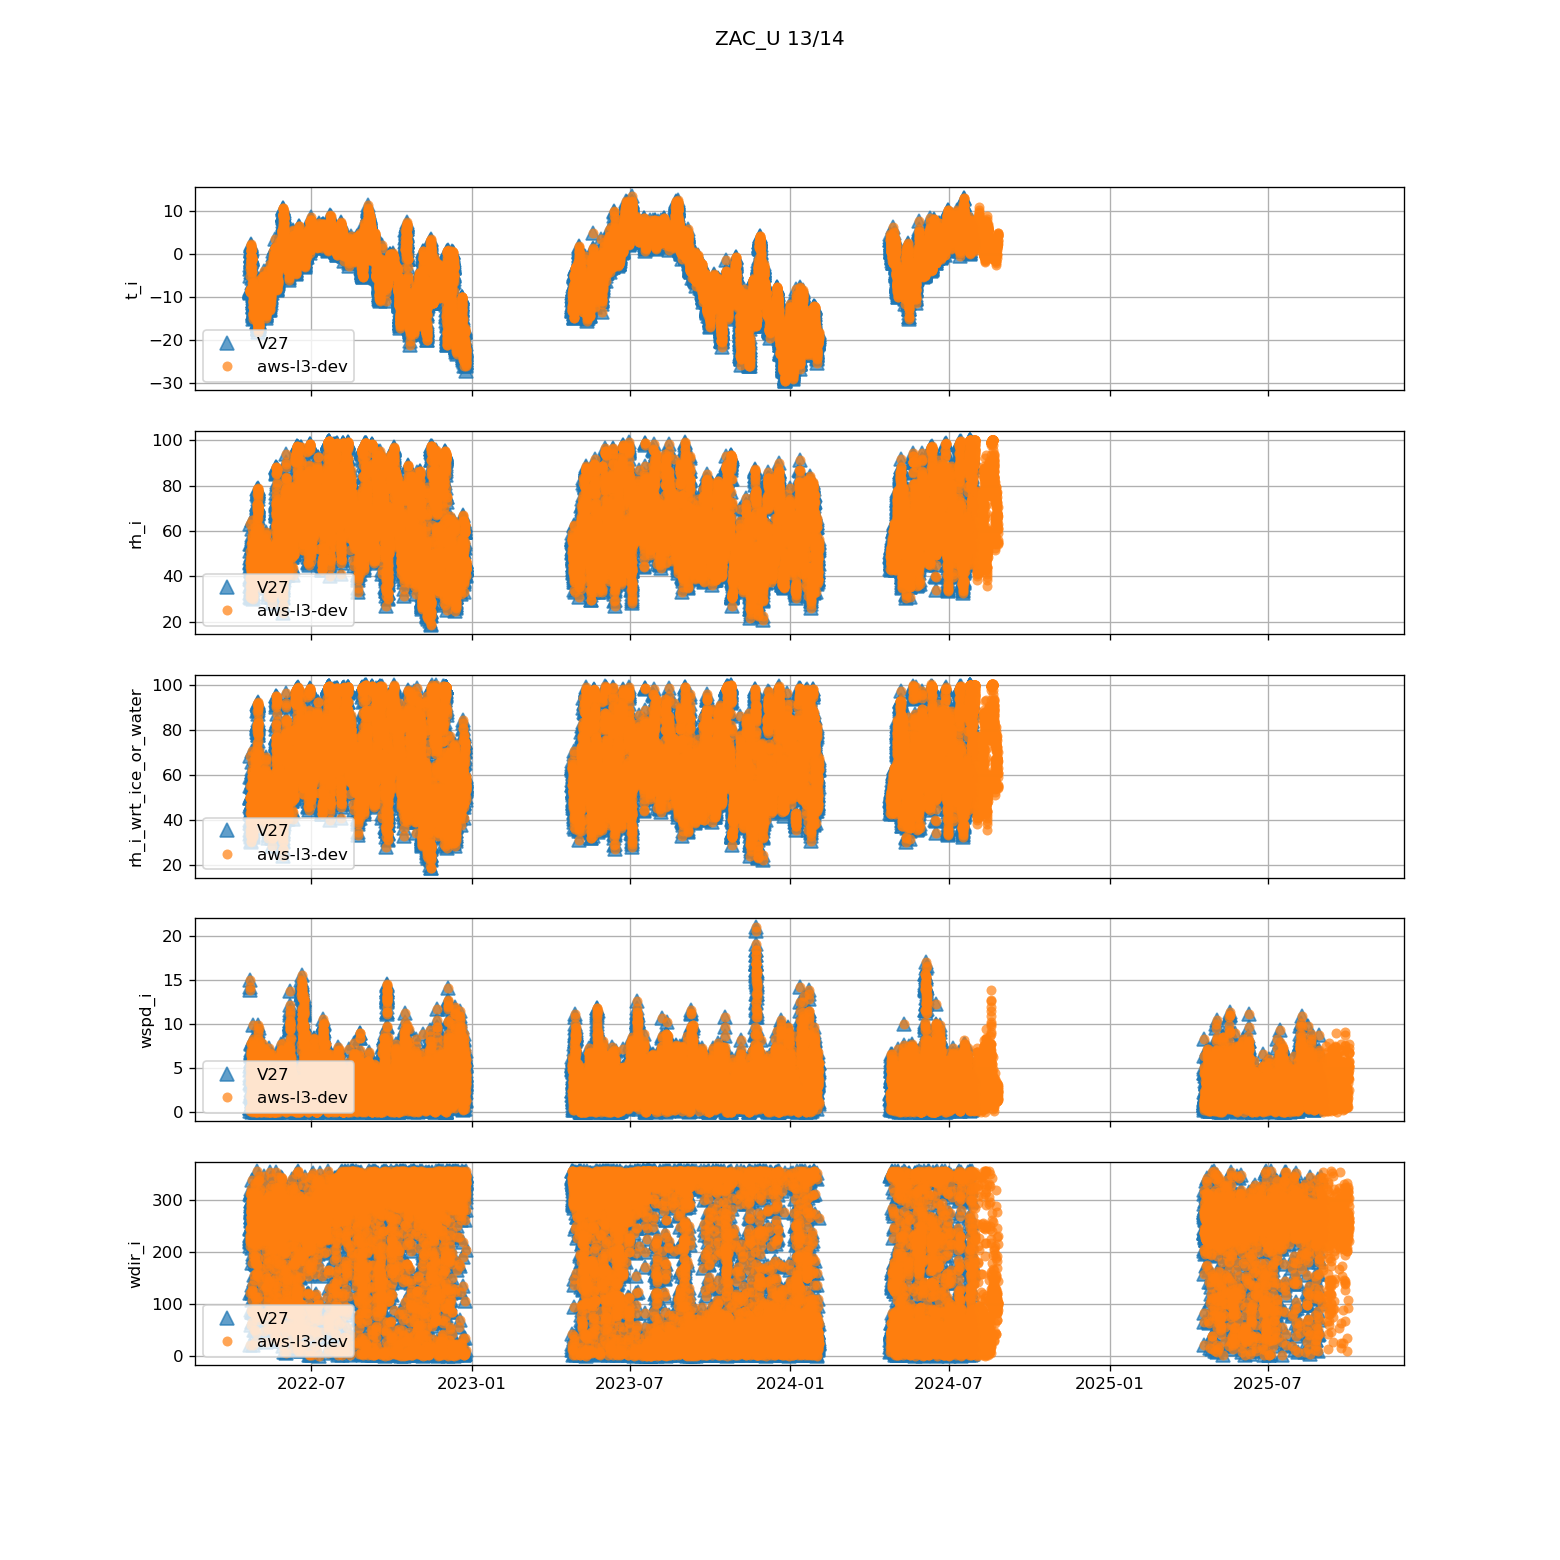 ZAC_U 13/14
t_i
10
0
−10
−20
−30
V27
aws-l3-dev
rh_i
100
80
60
40
20
V27
aws-l3-dev
rh_i_wrt_ice_or_water
100
80
60
40
20
V27
aws-l3-dev
wspd_i
20
15
10
5
0
V27
aws-l3-dev
wdir_i
300
200
100
0
V27
aws-l3-dev
2022-07 2023-01 2023-07 2024-01 2024-07 2025-01 2025-07